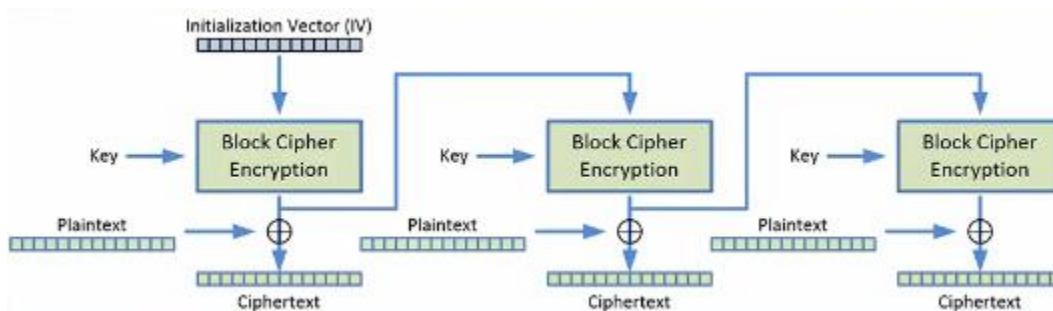 Initialization Vector (IV)
Key
Block Cipher
Encryption
Key
Block Cipher
Encryption
Key
Block Cipher
Encryption
Plaintext
Plaintext
Plaintext
Ciphertext
Ciphertext
Ciphertext